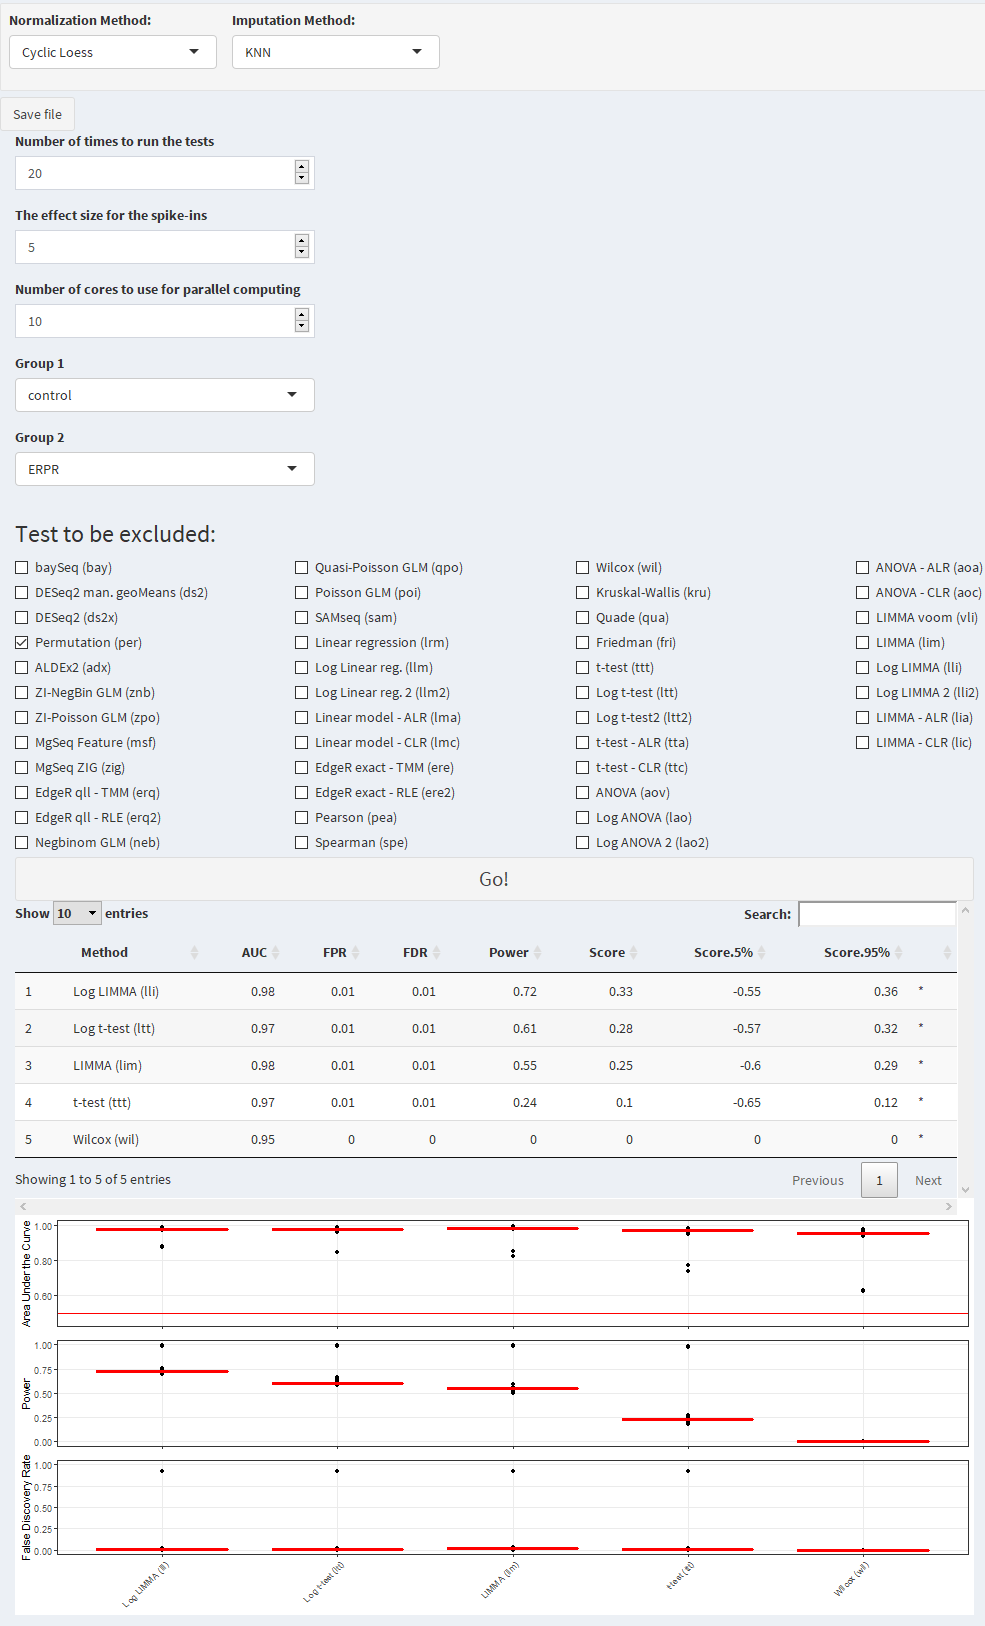 Normalization Method: Imputation Method:
Cyclic Loess KNN
Save file
Number of times to run the tests
20
The effect size for the spike-ins
5
Number of cores to use for parallel computing
10
Group 1
control
Group 2
ERPR
Test to be excluded:
baySeq (bay) Quasi-Poisson GLM (qpo) Wilcox (wil) ANOVA - ALR (aoa)
DESeq2 man. geoMeans (ds2) Poisson GLM (poi) Kruskal-Wallis (kru) ANOVA - CLR (aoc)
DESeq2 (ds2x) SAMseq (sam) Quade (qua) LIMMA voom (vli)
Permutation (per) Linear regression (lrm) Friedman (fri) LIMMA (lim)
ALDEx2 (adx) Log Linear reg. (llm) t-test (ttt) Log LIMMA (lli)
ZI-NegBin GLM (znb) Log Linear reg. 2 (llm2) Log t-test (ltt) Log LIMMA 2 (lli2)
ZI-Poisson GLM (zpo) Linear model - ALR (lma) Log t-test2 (ltt2) LIMMA - ALR (lia)
MgSeq Feature (msf) Linear model - CLR (lmc) t-test - ALR (tta) LIMMA - CLR (lic)
MgSeq ZIG (zig) EdgeR exact - TMM (ere) t-test - CLR (ttc)
EdgeR qll - TMM (erq) EdgeR exact - RLE (ere2) ANOVA (aov)
EdgeR qll - RLE (erq2) Pearson (pea) Log ANOVA (lao)
Negbinom GLM (neb) Spearman (spe) Log ANOVA 2 (lao2)
Go!
Show 10 entries Search:
Method AUC FPR FDR Power Score Score.5% Score.95%
1 Log LIMMA (lli) 0.98 0.01 0.01 0.72 0.33 -0.55 0.36 *
2 Log t-test (ltt) 0.97 0.01 0.01 0.61 0.28 -0.57 0.32 *
3 LIMMA (lim) 0.98 0.01 0.01 0.55 0.25 -0.6 0.29 *
4 t-test (ttt) 0.97 0.01 0.01 0.24 0.1 -0.65 0.12 *
5 Wilcox (wil) 0.95 0 0 0 0 0 0 *
Showing 1 to 5 of 5 entries Previous 1 Next
Area Under the Curve
1.00
0.80
0.60
Power
1.00
0.75
0.50
0.25
0.00
False Discovery Rate
1.00
0.75
0.50
0.25
0.00
Log LIMMA (lli) Log t-test (ltt) LIMMA (lim) t-test (ttt) Wilcox (wil)